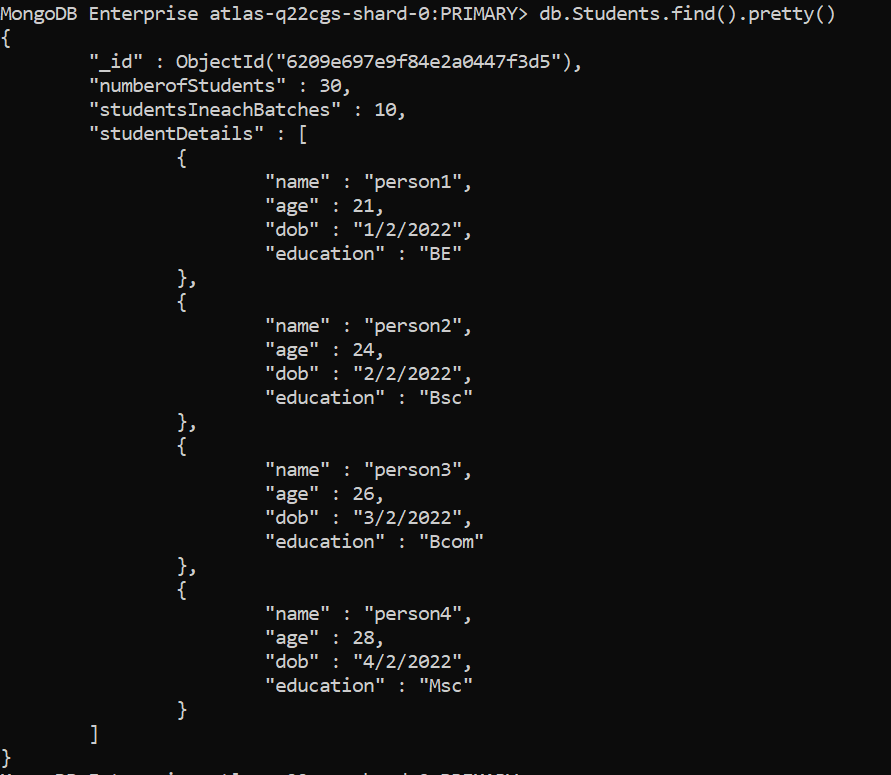 MongoDB Enterprise atlas-q22cgs-shard-0:PRIMARY> db.Students.find().pretty()
{
        "_id" : ObjectId("6209e697e9f84e2a0447f3d5"),
        "numberofStudents" : 30,
        "studentsIneachBatches" : 10,
        "studentDetails" : [
                {
                        "name" : "person1",
                        "age" : 21,
                        "dob" : "1/2/2022",
                        "education" : "BE"
                },
                {
                        "name" : "person2",
                        "age" : 24,
                        "dob" : "2/2/2022",
                        "education" : "Bsc"
                },
                {
                        "name" : "person3",
                        "age" : 26,
                        "dob" : "3/2/2022",
                        "education" : "Bcom"
                },
                {
                        "name" : "person4",
                        "age" : 28,
                        "dob" : "4/2/2022",
                        "education" : "Msc"
                }
        ]
}